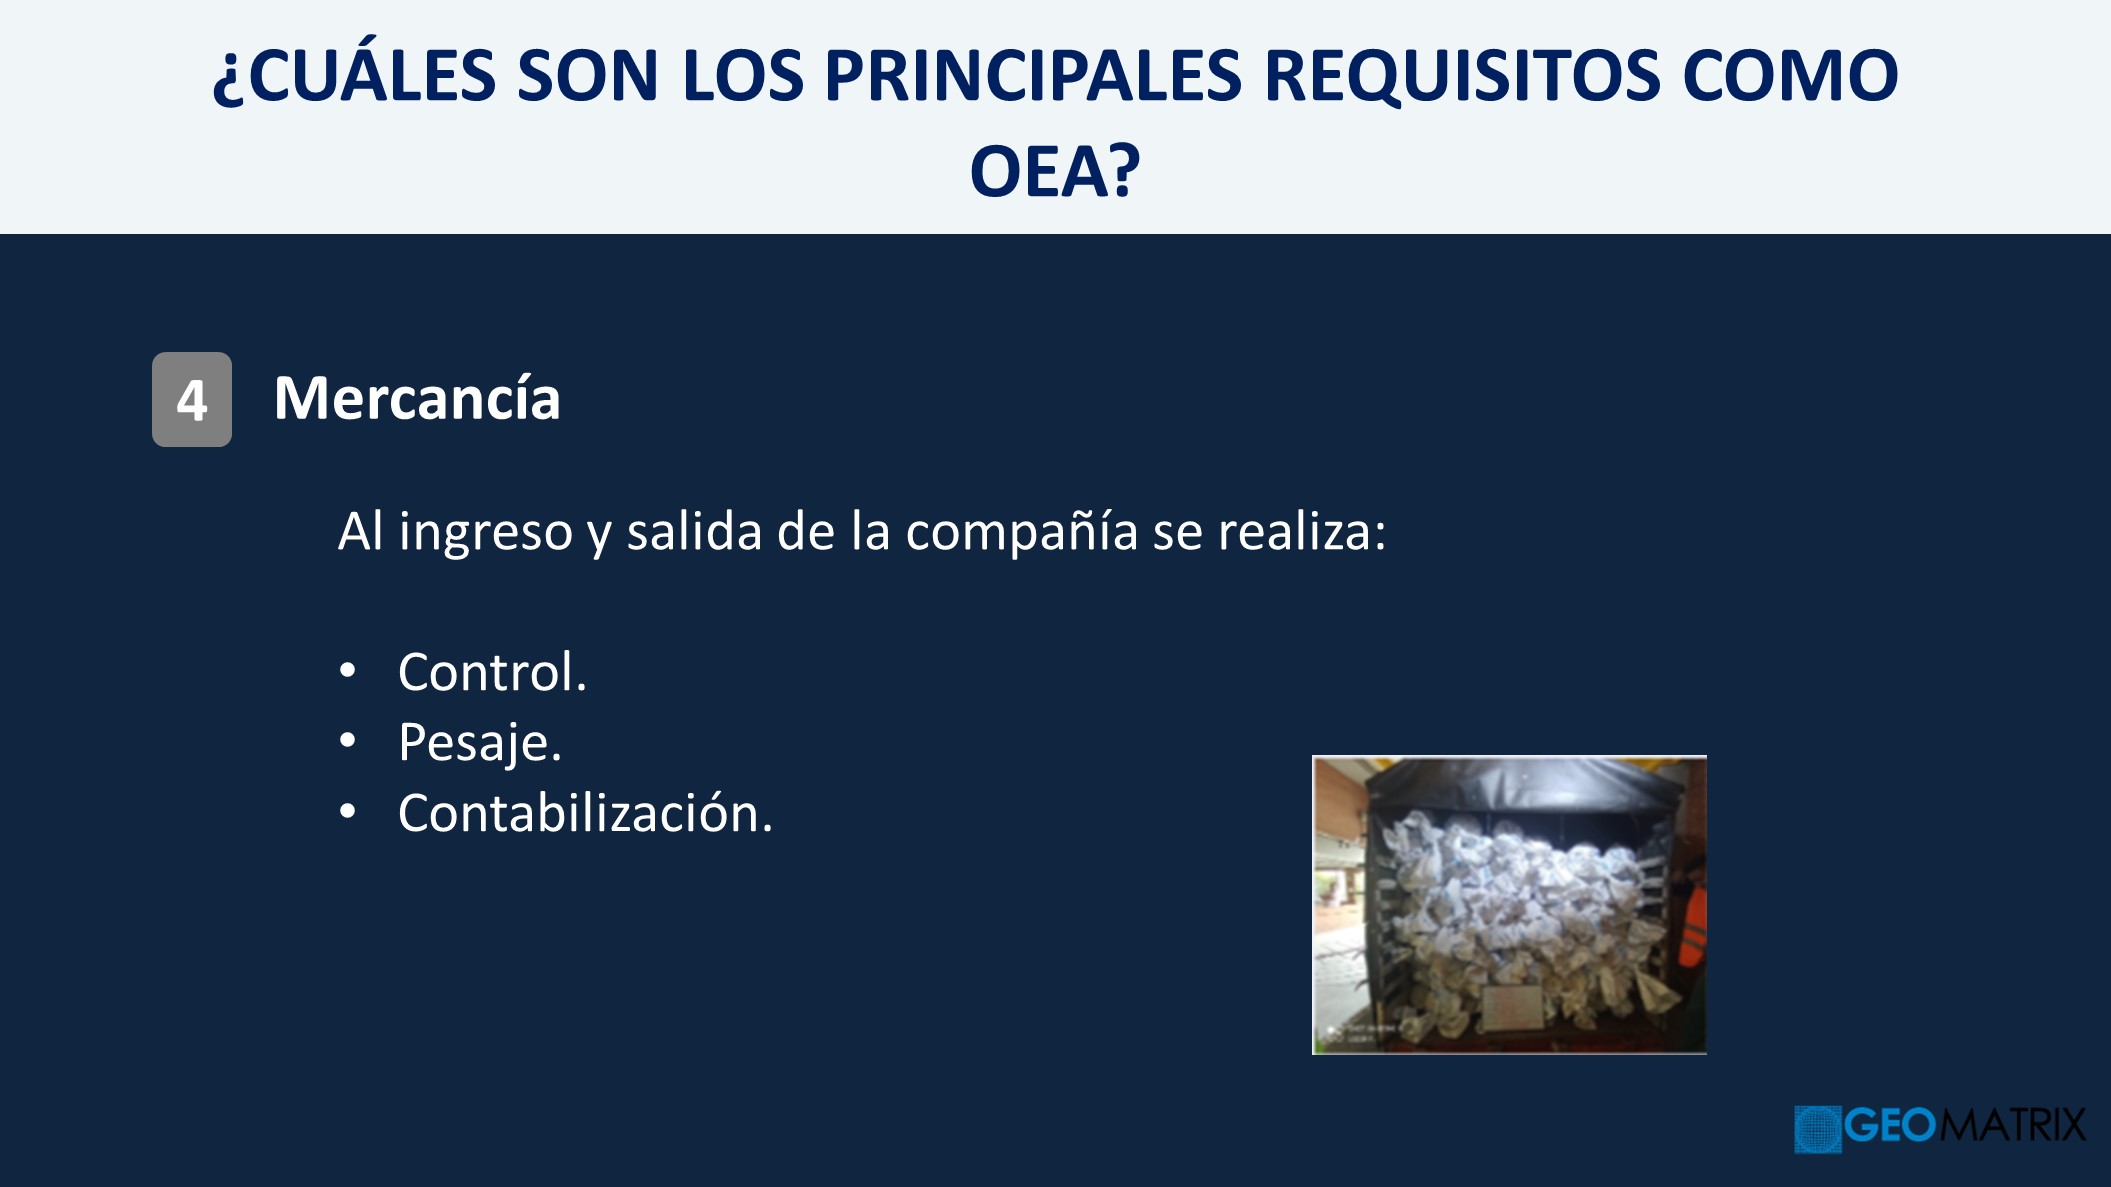 ¿CUÁLES SON LOS PRINCIPALES REQUISITOS COMO
OEA?
4 Mercancía
Al ingreso y salida de la compañía se realiza:
• Control.
• Pesaje.
• Contabilización.
GEOMATRIX